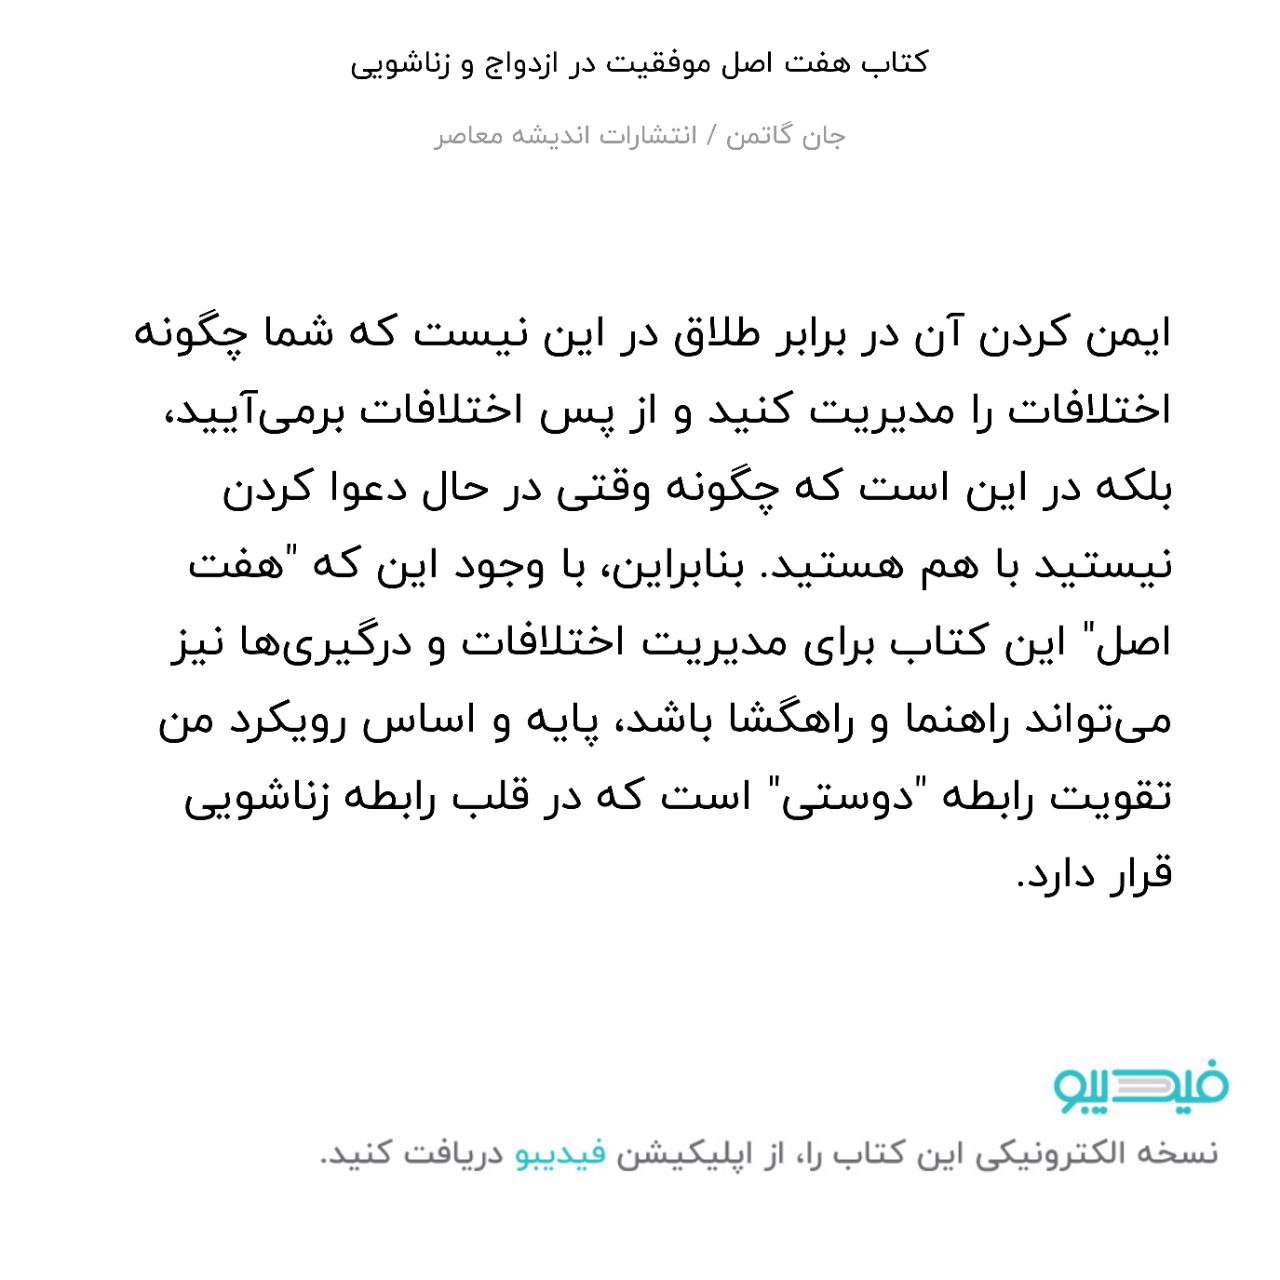 کتاب هفت اصل موفقیت در ازدواج و زناشویی
جان گاتمن / انتشارات اندیشه معاصر
ایمن کردن آن در برابر طلاق در این نیست که شما چگونه
اختلافات را مدیریت کنید و از پس اختلافات برمی‌آیید،
بلکه در این است که چگونه وقتی در حال دعوا کردن
نیستید با هم هستید. بنابراین، با وجود این که "هفت
اصل" این کتاب برای مدیریت اختلافات و درگیری‌ها نیز
می‌تواند راهنما و راهگشا باشد، پایه و اساس رویکرد من
تقویت رابطه "دوستی" است که در قلب رابطه زناشویی
قرار دارد.
فیدیبو
نسخه الکترونیکی این کتاب را، از اپلیکیشن فیدیبو دریافت کنید.